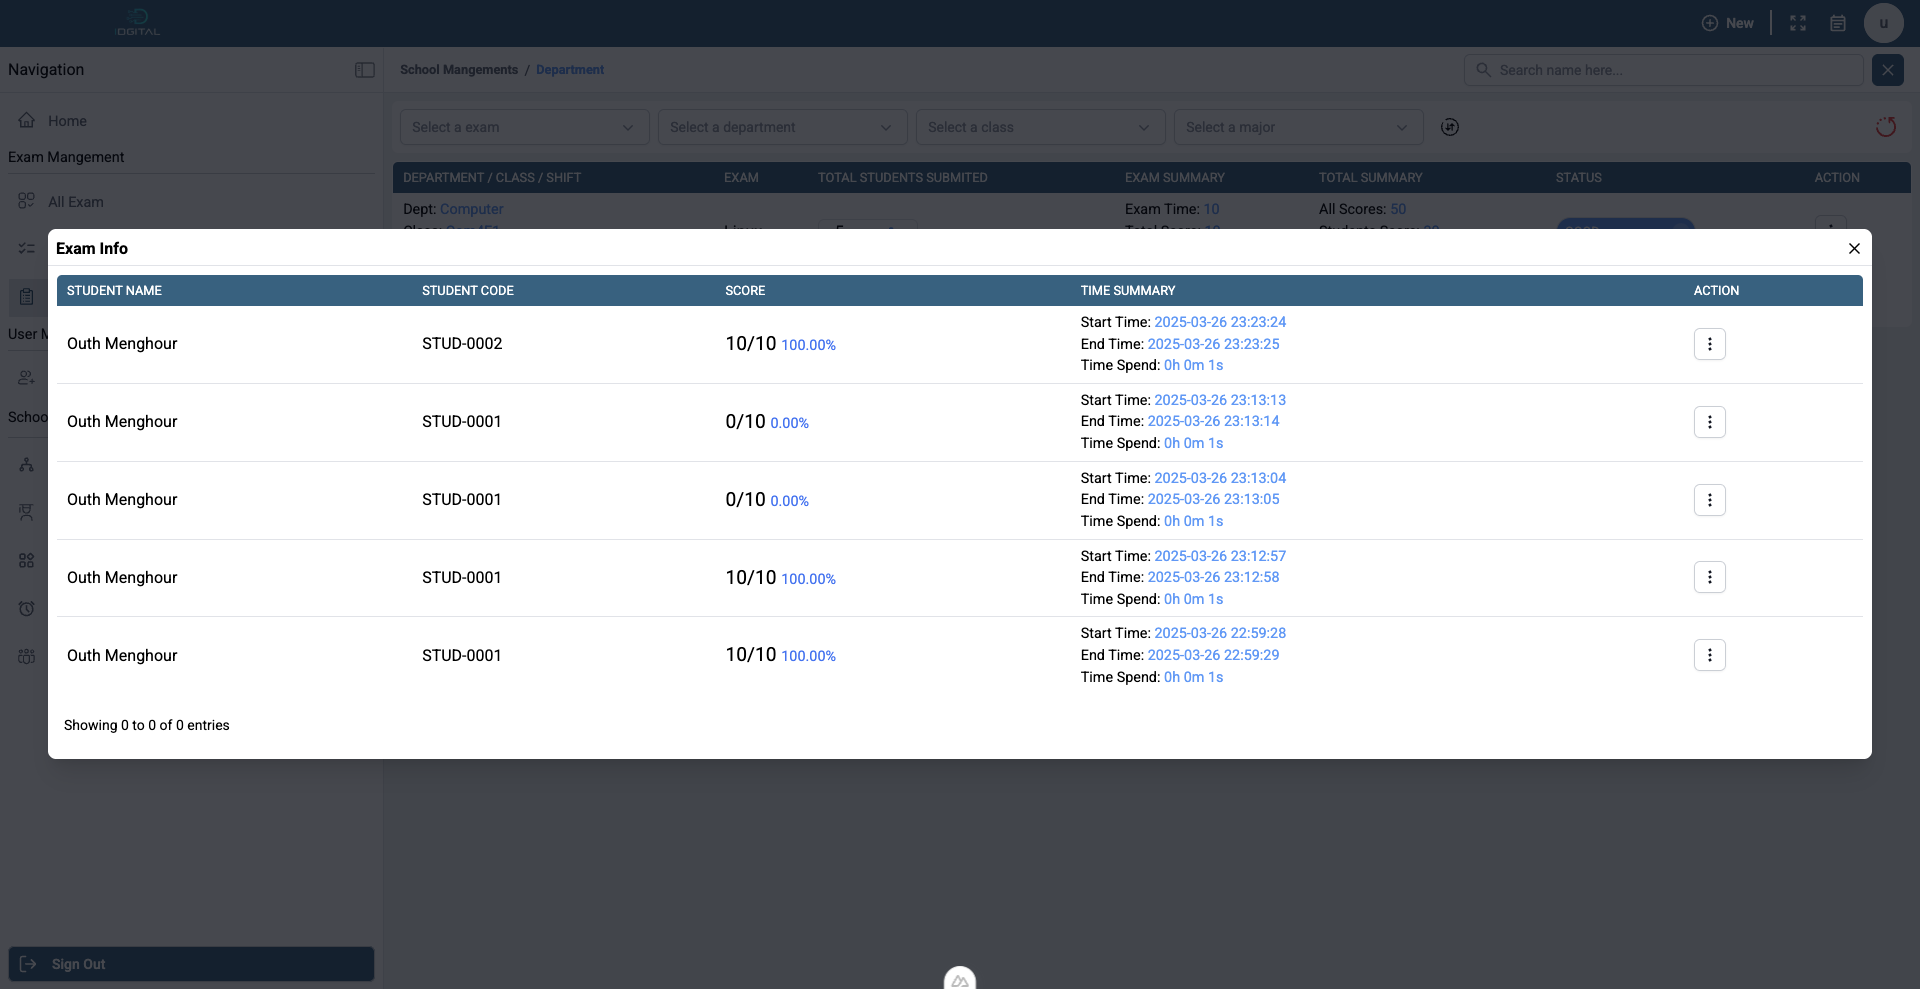 DGITAL
New
u
Navigation
School Mangements / Department
Search name here...
Home
Select a exam
Select a department
Select a class
Select a major
Exam Mangement
DEPARTMENT / CLASS / SHIFT EXAM TOTAL STUDENTS SUBMITED EXAM SUMMARY TOTAL SUMMARY STATUS ACTION
All Exam
Dept: Computer Exam Time: 10 All Scores: 50
Exam Info
STUDENT NAME STUDENT CODE SCORE TIME SUMMARY ACTION
Outh Menghour STUD-0002 10/10 100.00%
Start Time: 2025-03-26 23:23:24
End Time: 2025-03-26 23:23:25
Time Spend: 0h 0m 1s
Outh Menghour STUD-0001 0/10 0.00%
Start Time: 2025-03-26 23:13:13
End Time: 2025-03-26 23:13:14
Time Spend: 0h 0m 1s
Outh Menghour STUD-0001 0/10 0.00%
Start Time: 2025-03-26 23:13:04
End Time: 2025-03-26 23:13:05
Time Spend: 0h 0m 1s
Outh Menghour STUD-0001 10/10 100.00%
Start Time: 2025-03-26 23:12:57
End Time: 2025-03-26 23:12:58
Time Spend: 0h 0m 1s
Outh Menghour STUD-0001 10/10 100.00%
Start Time: 2025-03-26 22:59:28
End Time: 2025-03-26 22:59:29
Time Spend: 0h 0m 1s
Showing 0 to 0 of 0 entries
User M
Schoo
Sign Out